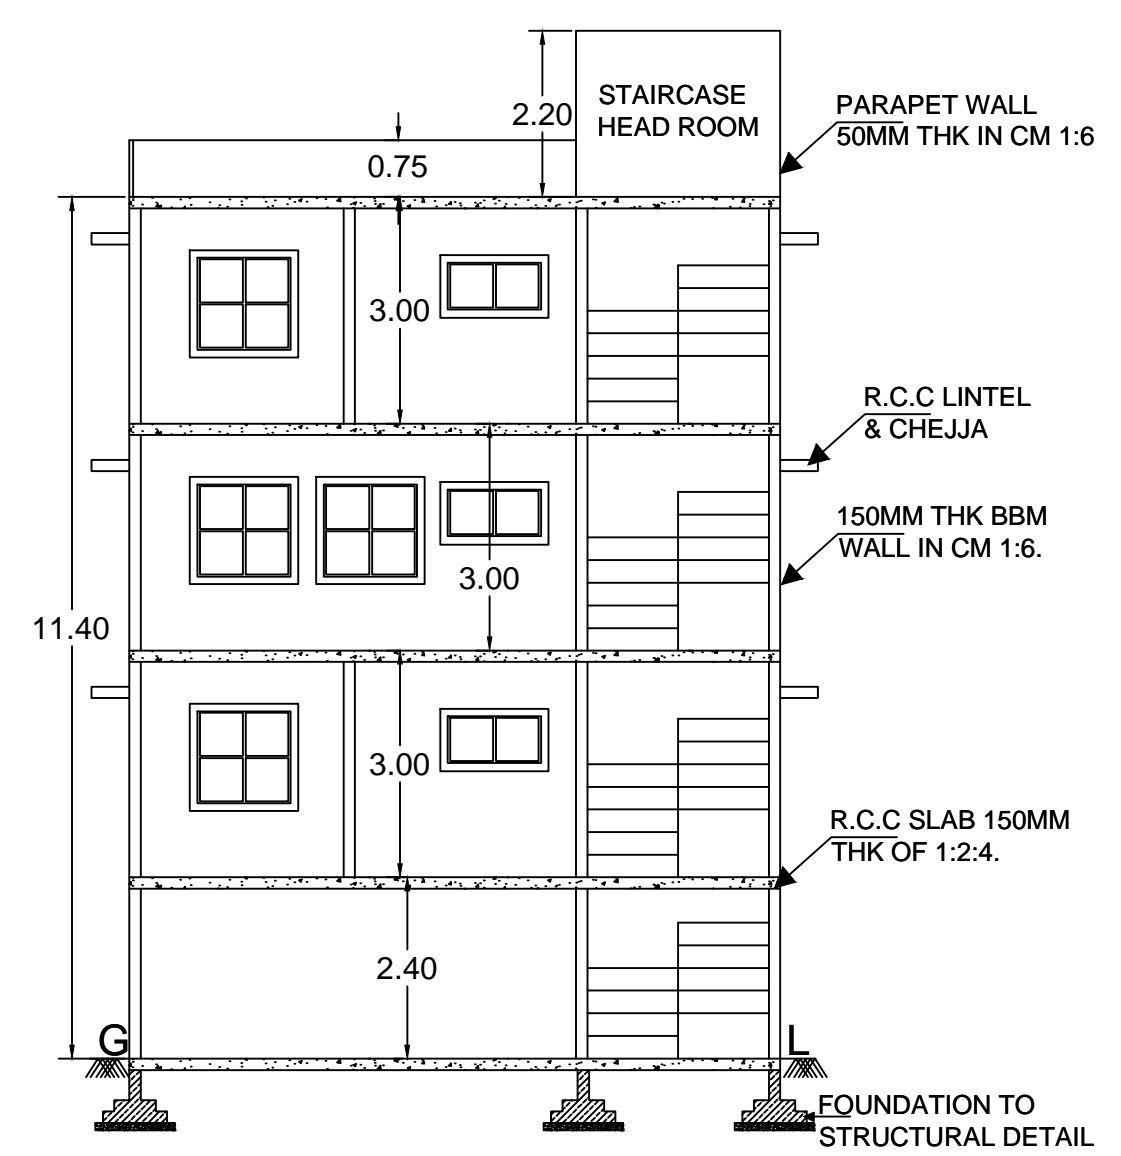 STAIRCASE
HEAD ROOM
2.20
PARAPET WALL
50MM THK IN CM 1:6
0.75
3.00
R.C.C LINTEL
& CHEJJA
150MM THK BBM
WALL IN CM 1:6.
3.00
11.40
3.00
R.C.C SLAB 150MM
THK OF 1:2:4.
2.40
G L
FOUNDATION TO
STRUCTURAL DETAIL